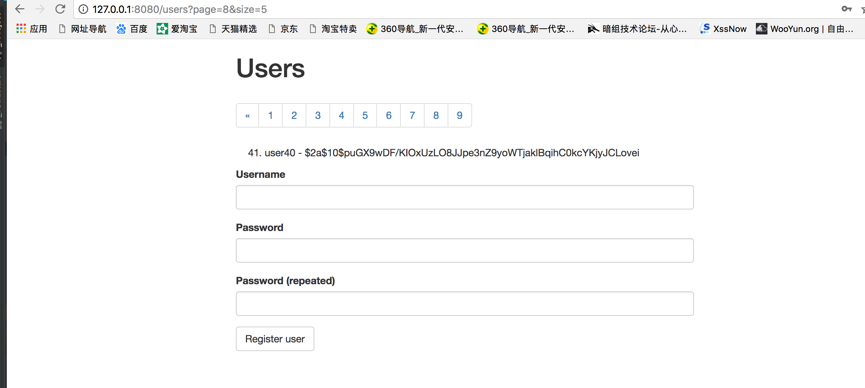 127.0.0.1:8080/users?page=8&size=5
应用 网址导航 百度 爱淘宝 天猫精选 京东 淘宝特卖 360导航_新一代安... 360导航_新一代安... 暗组技术论坛-从心... XssNow WooYun.org | 自由...
Users
« 1 2 3 4 5 6 7 8 9
41. user40 - $2a$10$puGX9wDF/KIOxUzLO8JJpe3nZ9yoWTjaklBqihC0kcYKjyJCLovei
Username
Password
Password (repeated)
Register user